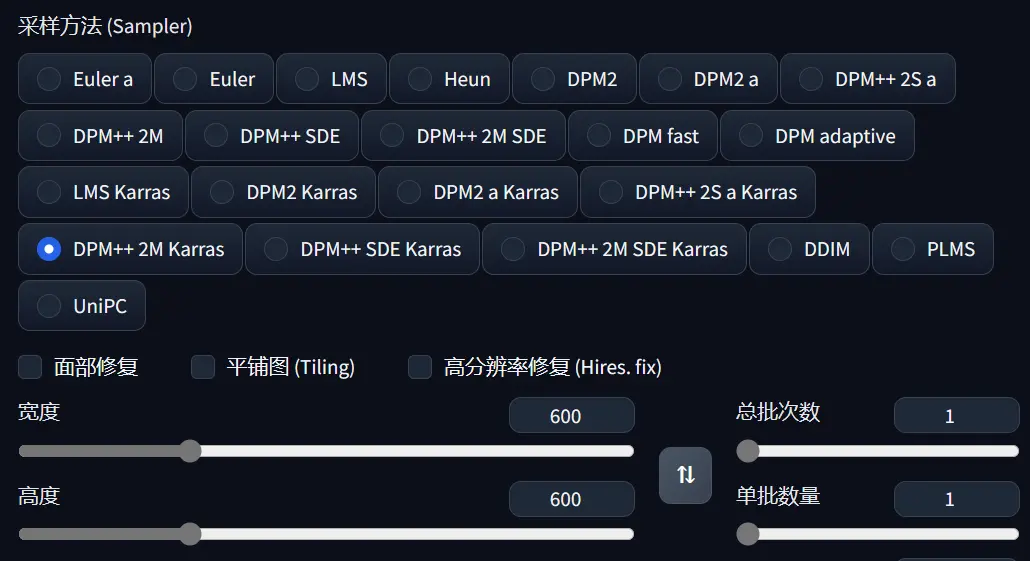 采样方法 (Sampler)
Euler a Euler LMS Heun DPM2 DPM2 a DPM++ 2S a
DPM++ 2M DPM++ SDE DPM++ 2M SDE DPM fast DPM adaptive
LMS Karras DPM2 Karras DPM2 a Karras DPM++ 2S a Karras
DPM++ 2M Karras DPM++ SDE Karras DPM++ 2M SDE Karras DDIM PLMS
UniPC
面部修复 平铺图 (Tiling) 高分辨率修复 (Hires. fix)
宽度 600 总批次数 1
高度 600 单批数量 1